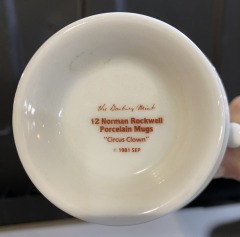 the Danbury Mint
12 Norman Rockwell
Porcelain Mugs
"Circus Clown"
© 1981 SEP